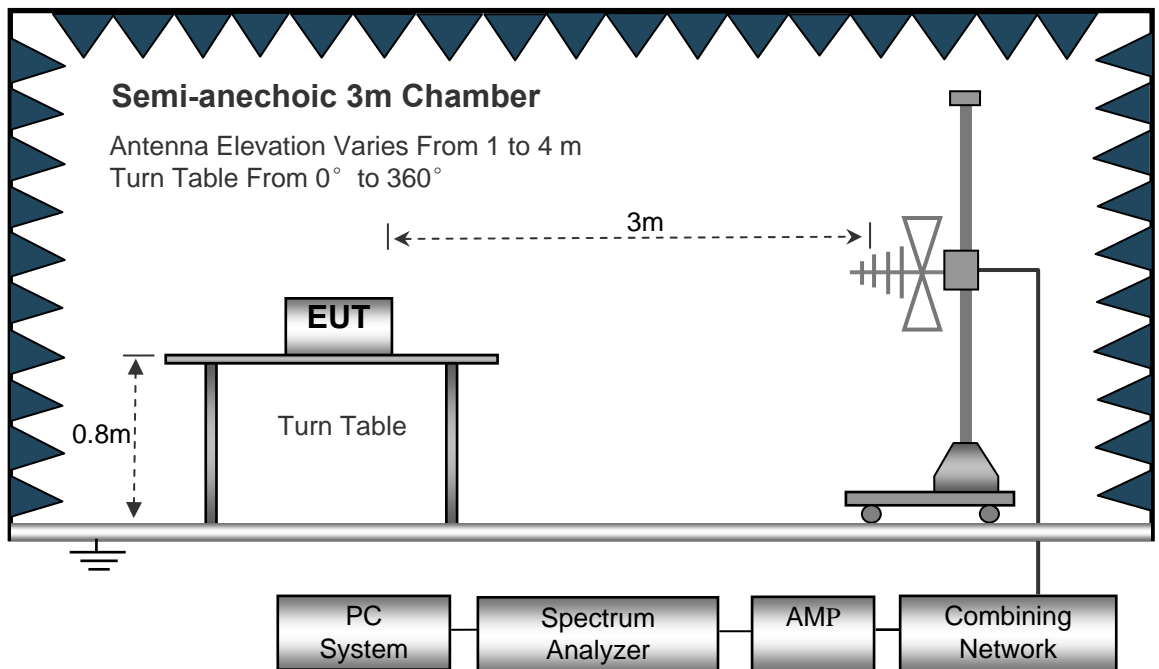 Semi-anechoic 3m Chamber
Antenna Elevation Varies From 1 to 4 m
Turn Table From 0° to 360°
3m
EUT
0.8m
Turn Table
PC
System
Spectrum
Analyzer
AMP
Combining
Network